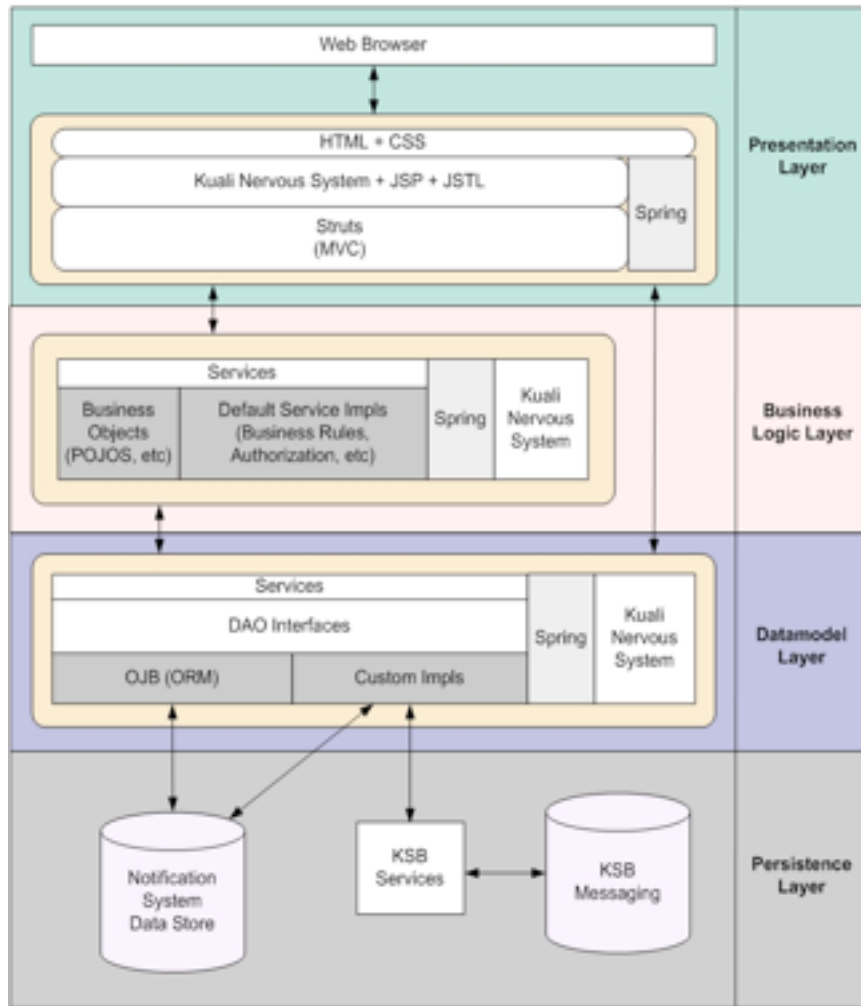 Web Browser
HTML + CSS
Kuali Nervous System + JSP + JSTL
Struts
(MVC)
Spring
Presentation
Layer
Services
Business
Objects
(POJOS, etc)
Default Service Impls
(Business Rules,
Authorization, etc)
Spring
Kuali
Nervous
System
Business
Logic Layer
Services
DAO Interfaces
OJB (ORM)
Custom Impls
Spring
Kuali
Nervous
System
Datamodel
Layer
Notification
System
Data Store
KSB
Services
KSB
Messaging
Persistence
Layer